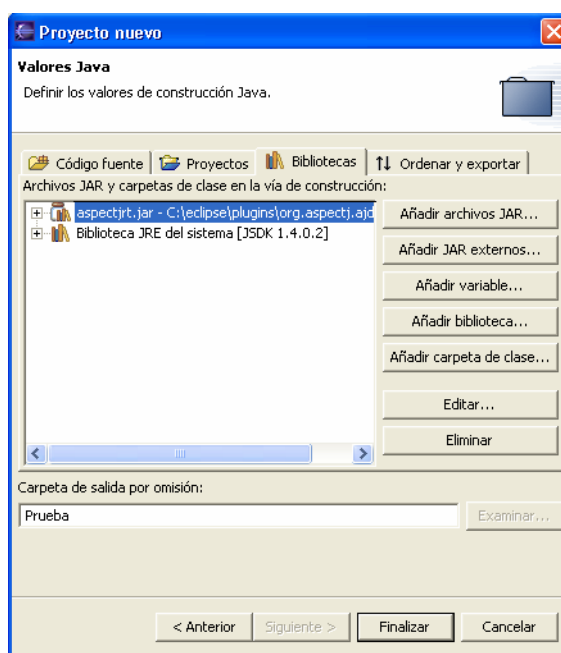 Proyecto nuevo
Valores Java
Definir los valores de construcción Java.
Código fuente Proyectos Bibliotecas Ordenar y exportar
Archivos JAR y carpetas de clase en la vía de construcción:
aspectjrt.jar - C:\eclipse\plugins\org.aspectj.ajd
Biblioteca JRE del sistema [JSDK 1.4.0.2]
Añadir archivos JAR...
Añadir JAR externos...
Añadir variable...
Añadir biblioteca...
Añadir carpeta de clase...
Editar...
Eliminar
Carpeta de salida por omisión:
Prueba Examinar...
< Anterior Siguiente > Finalizar Cancelar